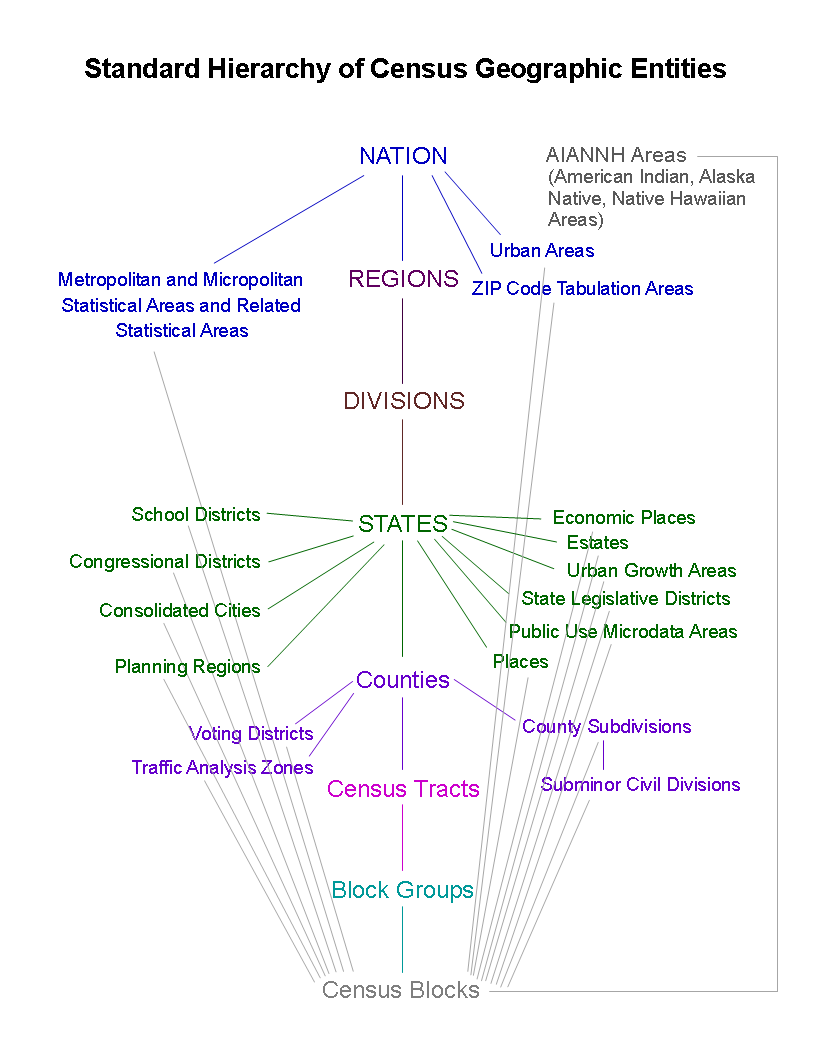 Standard Hierarchy of Census Geographic Entities
NATION
AIANNH Areas
(American Indian, Alaska
Native, Native Hawaiian
Areas)
Urban Areas
Metropolitan and Micropolitan
Statistical Areas and Related
Statistical Areas
REGIONS
ZIP Code Tabulation Areas
DIVISIONS
School Districts
STATES
Economic Places
Estates
Congressional Districts
Urban Growth Areas
State Legislative Districts
Consolidated Cities
Public Use Microdata Areas
Places
Planning Regions
Counties
County Subdivisions
Voting Districts
Traffic Analysis Zones
Census Tracts
Subminor Civil Divisions
Block Groups
Census Blocks